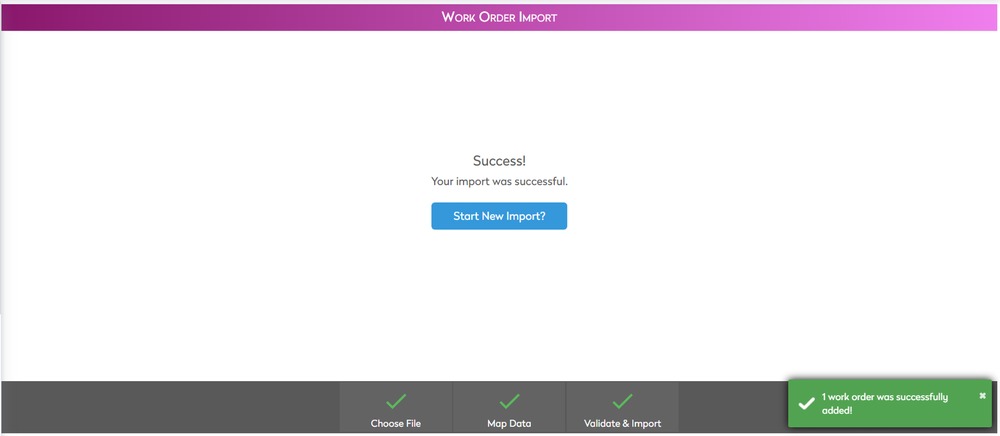 Work Order Import
Success!
Your import was successful.
Start New Import?
1 work order was successfully
added!
Choose File
Map Data
Validate & Import